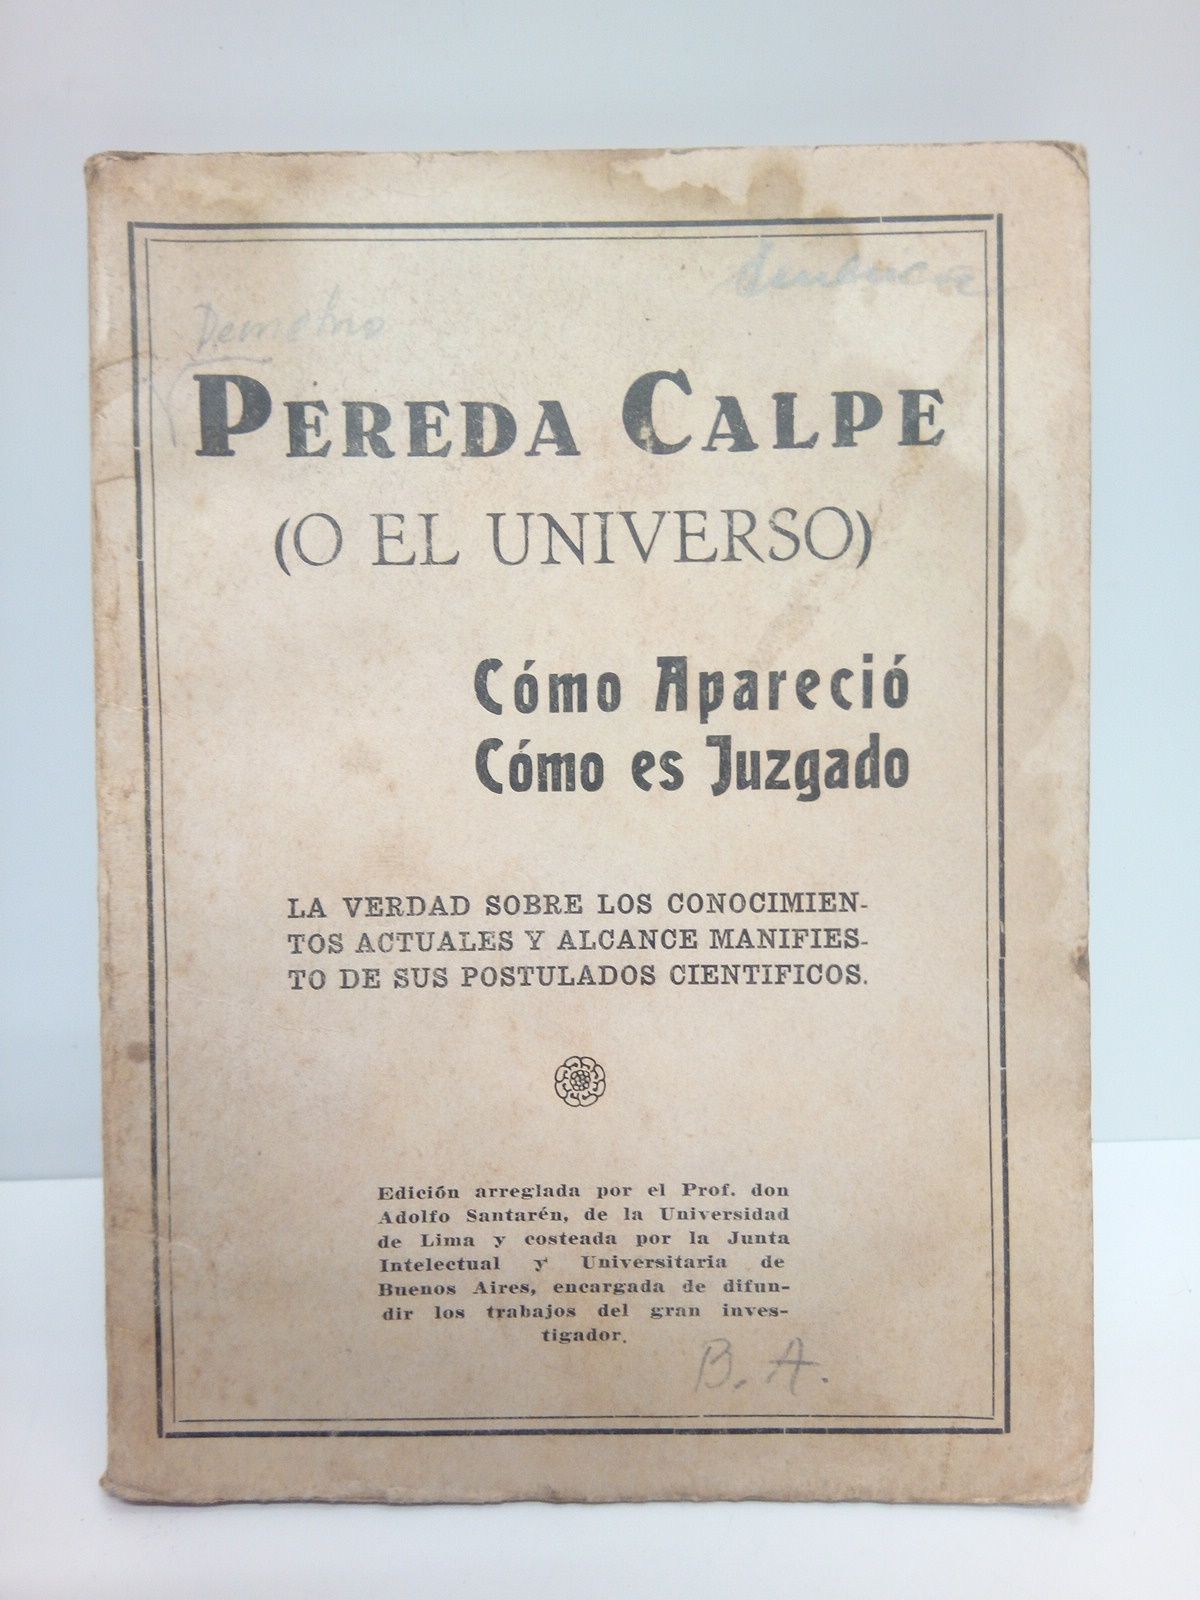 Demetrio
PEREDA CALPE
(O EL UNIVERSO)
Cómo Apareció
Cómo es Juzgado
LA VERDAD SOBRE LOS CONOCIMIEN-
TOS ACTUALES Y ALCANCE MANIFIES-
TO DE SUS POSTULADOS CIENTIFICOS.
Edición arreglada por el Prof. don
Adolfo Santarén, de la Universidad
de Lima y costeada por la Junta
Intelectual y Universitaria de
Buenos Aires, encargada de difun-
dir los trabajos del gran inves-
tigador.
B. A.